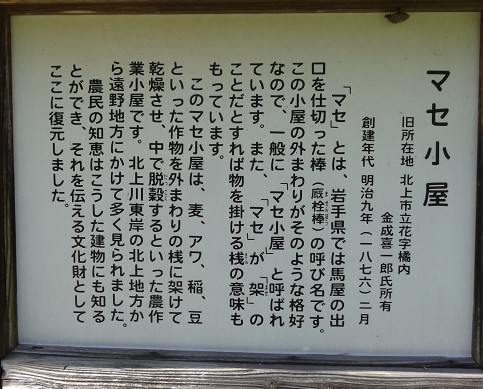 マセ小屋
旧所在地 北上市立花字橘内
金成喜一郎氏所有
創建年代 明治九年(一八七六)二月
「マセ」とは、岩手県では馬屋の出
口を仕切った棒(厩栓棒)の呼び名です。
この小屋の外まわりがそのような格好
なので、一般に「マセ小屋」と呼ばれ
ています。また、「マセ」が「架」の
ことだとすれば物を掛ける桟の意味も
もっています。
このマセ小屋は、麦、アワ、稲、豆
といった作物を外まわりの桟に架けて
乾燥させ、中で脱穀するといった農作
業小屋です。北上川東岸の北上地方か
ら遠野地方にかけて多く見られました。
農民の知恵はこうした建物にも知る
とができ、それを伝える文化財として
ここに復元しました。